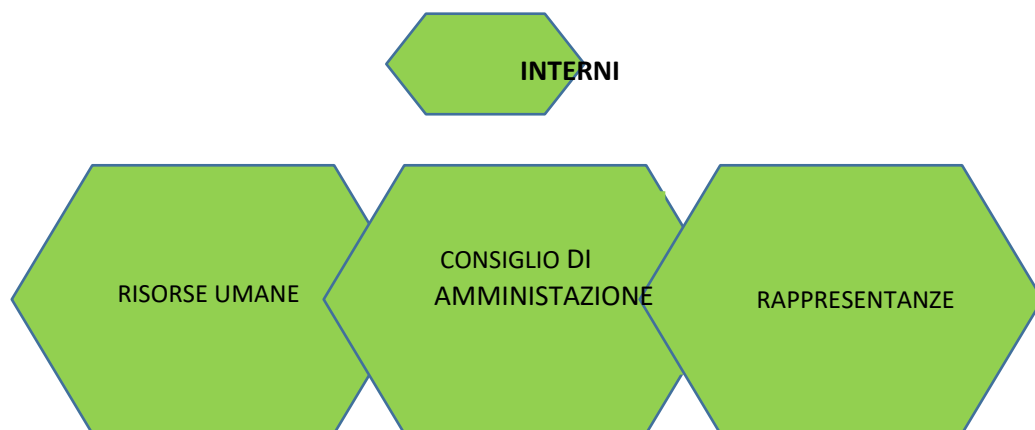 INTERNI
RISORSE UMANE
CONSIGLIO DI
AMMINISTAZIONE
RAPPRESENTANZE